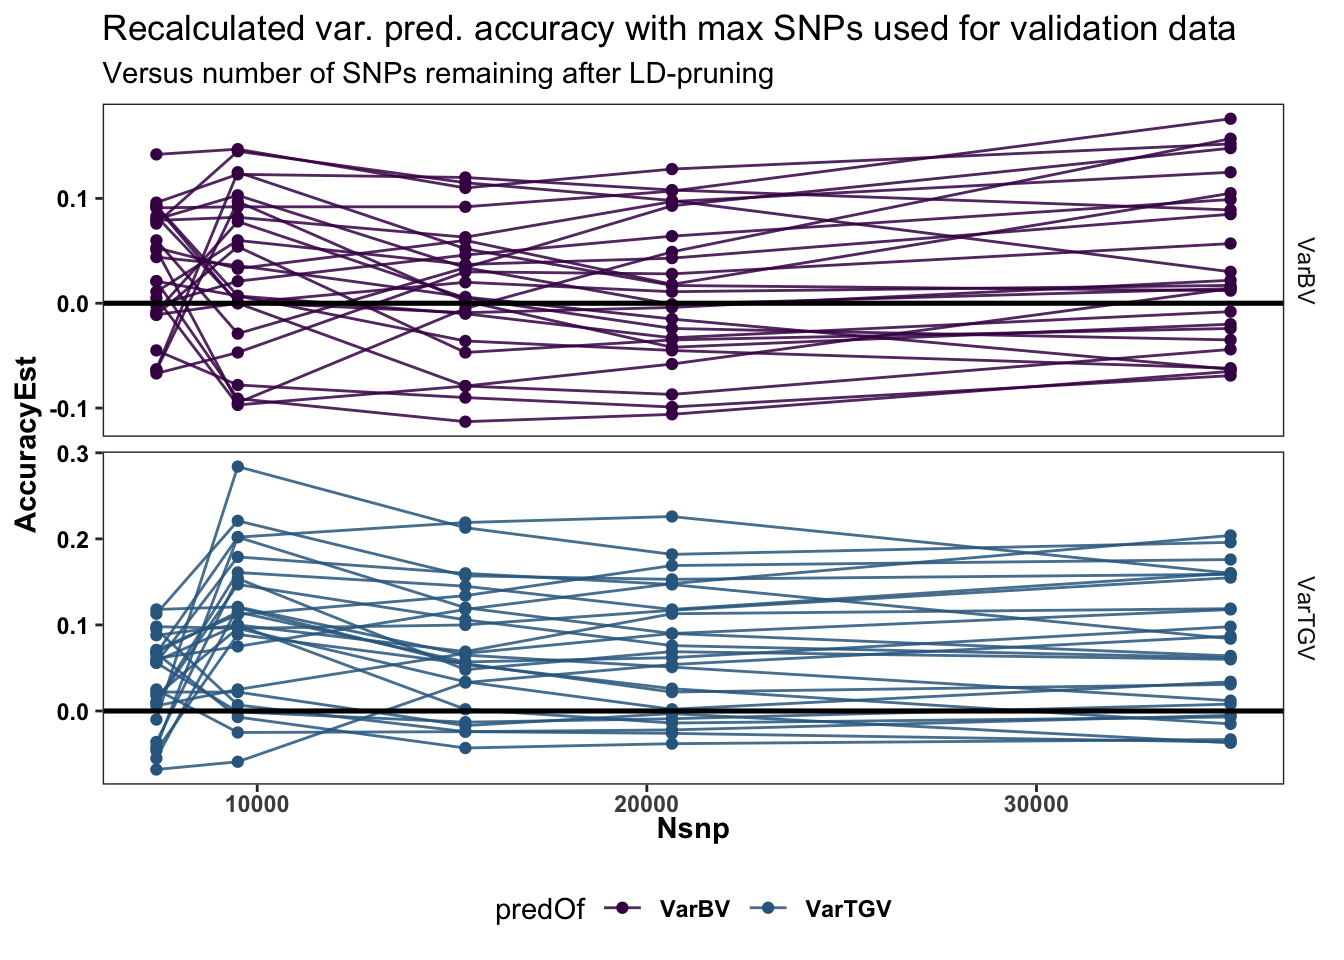 Recalculated var. pred. accuracy with max SNPs used for validation data
Versus number of SNPs remaining after LD-pruning
AccuracyEst
0.1
0.0
-0.1
VarBV
0.3
0.2
0.1
0.0
VarTGV
10000 20000 30000
Nsnp
predOf VarBV VarTGV